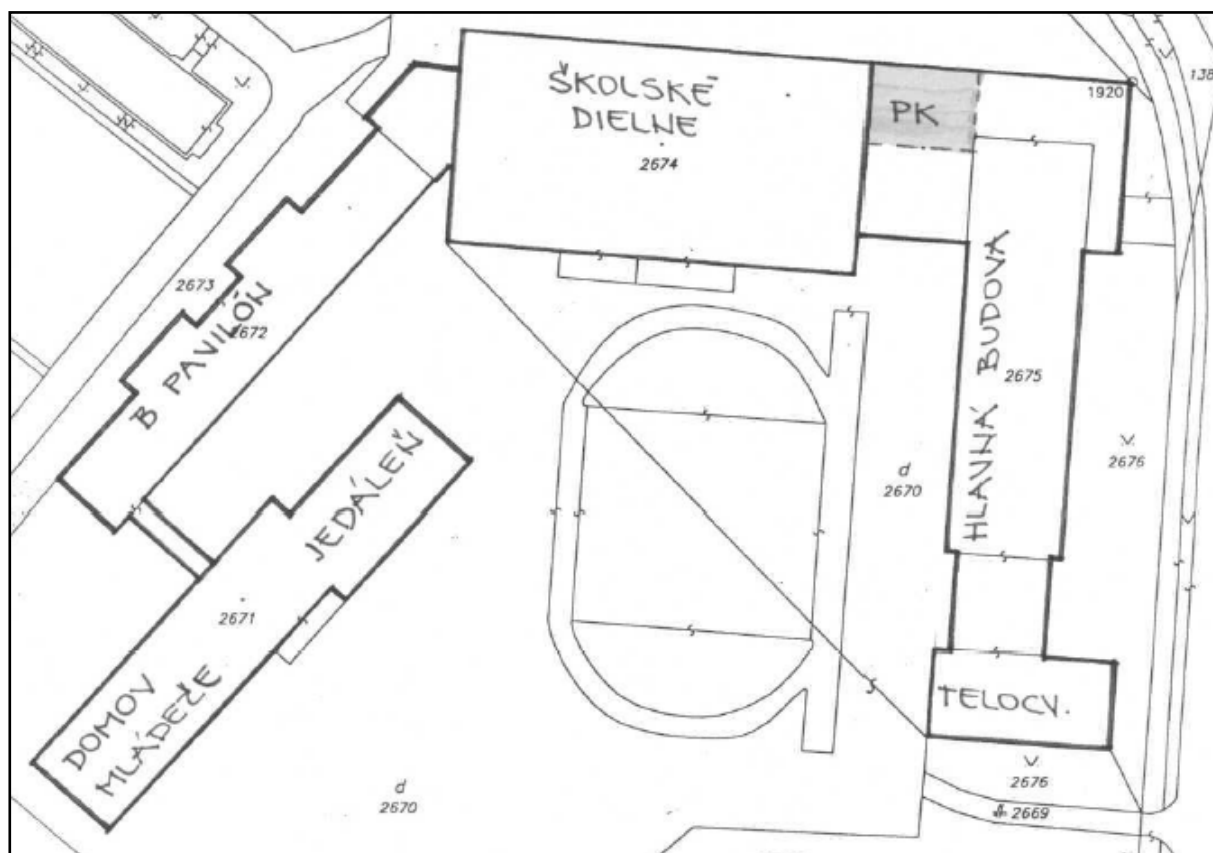 ŠKOLSKÉ
DIELNE
2674
PK
1920
138
2673
2672
B PAVILÓN
HLAVNÁ BUDOVA
2675
JEDÁLEŇ
V.
2676
d
2670
2671
DOMOV
MLÁDEŽE
TELOCV.
V.
2676
2669
d
2670